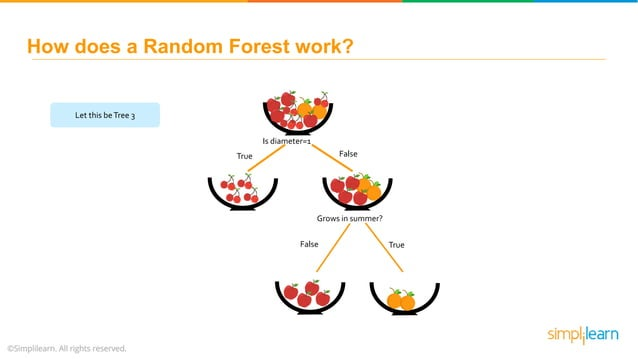 How does a Random Forest work?
Let this be Tree 3
Is diameter=1
True
False
Grows in summer?
False
True
simplilearn
©Simplilearn. All rights reserved.